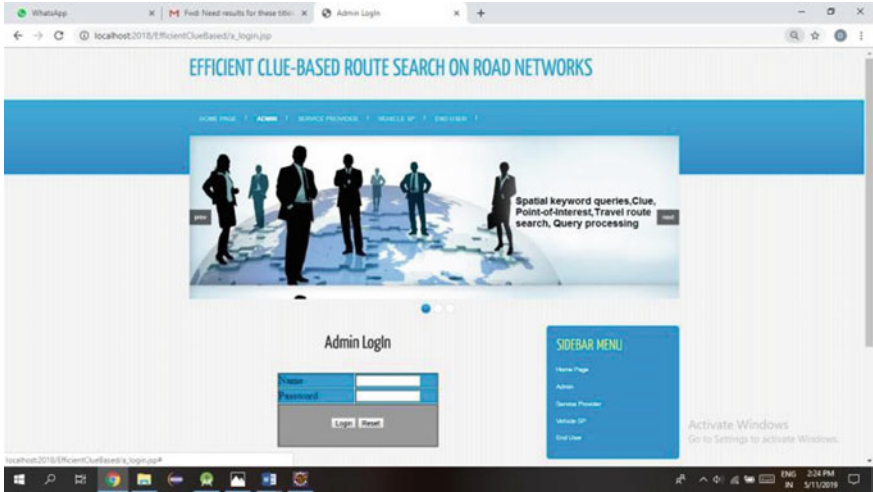 WhatsApp
Fwd: Need results for these titles
Admin LogIn
localhost:2018/EfficientClueBased/a_login.jsp
EFFICIENT CLUE-BASED ROUTE SEARCH ON ROAD NETWORKS
HOME PAGE
ADMIN
SERVICE PROVIDER
VEHICLE SP
END USER
Spatial keyword queries,Clue,
Point-of-Interest,Travel route
search, Query processing
prev
next
Admin LogIn
Name
Password
Login
Reset
SIDEBAR MENU
Home Page
Admin
Service Provider
Vehicle SP
End User
Activate Windows
Go to Settings to activate Windows.
localhost:2018/EfficientClueBased/a_login.jsp#
ENG
IN
2:24 PM
5/11/2019